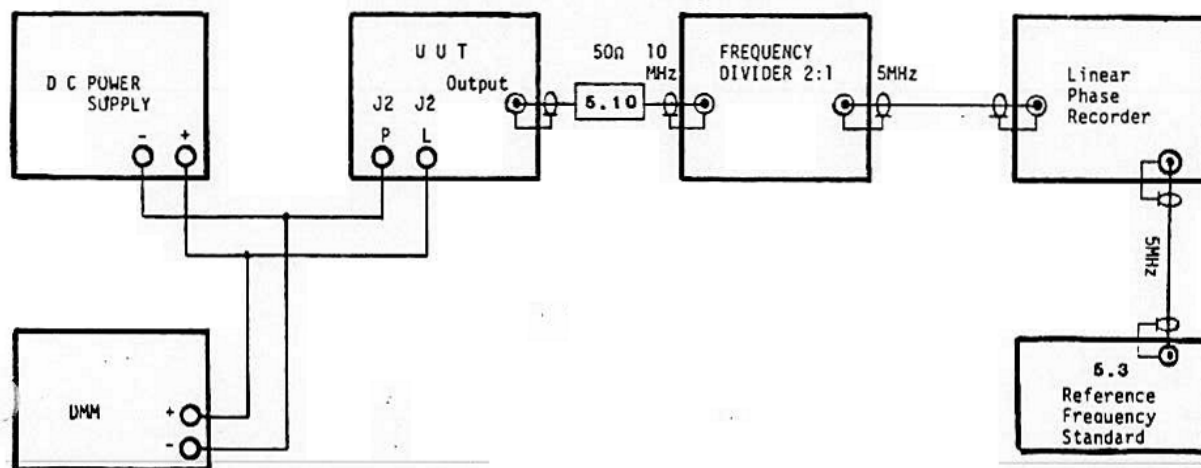 D C POWER
SUPPLY
-
+
U U T
Output
J2 J2
P L
50Ω 10
MHz
5.10
FREQUENCY
DIVIDER 2:1
5MHz
Linear
Phase
Recorder
5MHz
5.3
Reference
Frequency
Standard
DMM
+
-